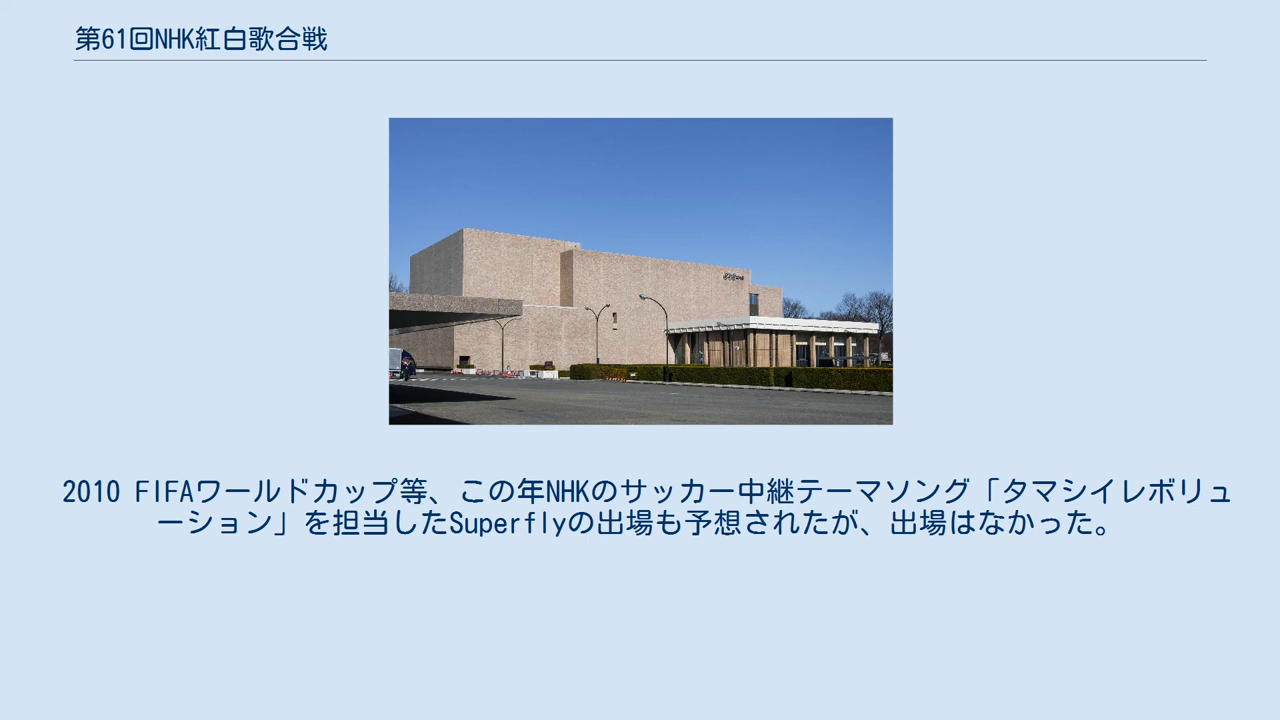 第61回NHK紅白歌合戦
2010 FIFAワールドカップ等、この年NHKのサッカー中継テーマソング「タマシイレボリュ
ーション」を担当したSuperflyの出場も予想されたが、出場はなかった。